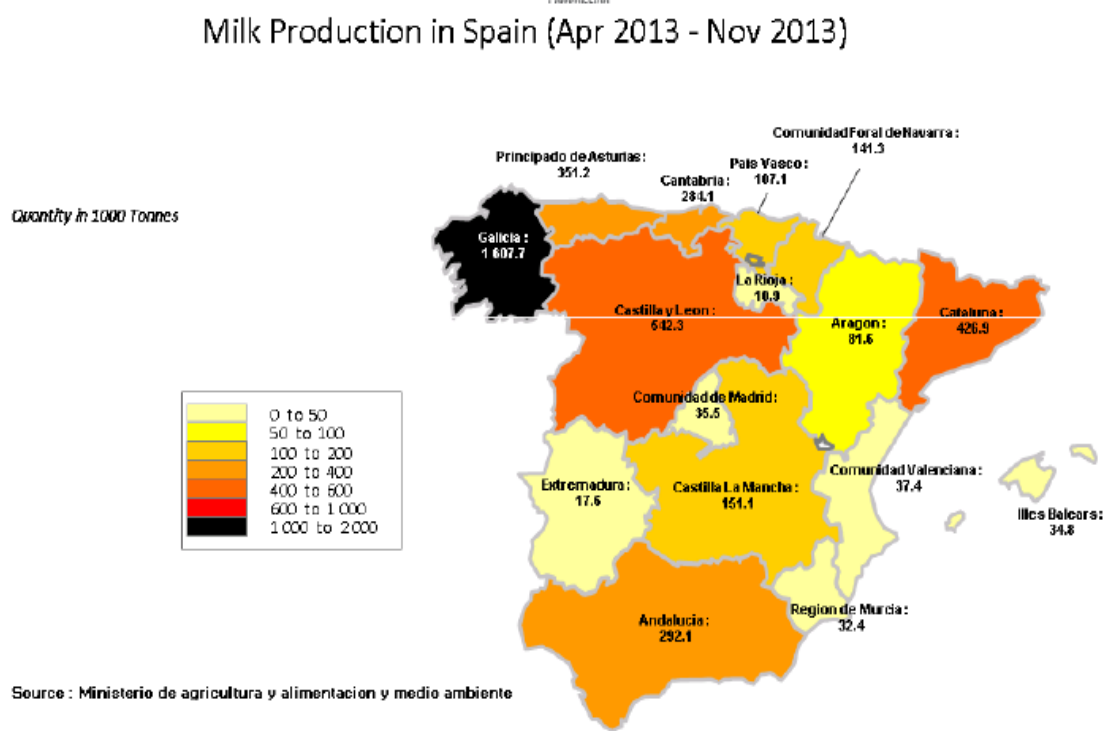 Milk Production in Spain (Apr 2013 - Nov 2013)
Comunidad Foral de Navarra :
141.3
Principado de Asturias :
351.2
Pais Vasco :
107.1
Cantabria :
284.1
Quantity in 1000 Tonnes
Galicia :
1 607.7
La Rioja :
10.9
Castilla y Leon :
542.3
Aragon :
81.6
Cataluna :
426.9
Comunidad de Madrid :
35.5
0 to 50
50 to 100
100 to 200
200 to 400
400 to 600
600 to 1 000
1 000 to 2 000
Extremadura :
17.6
Castilla La Mancha :
151.1
Comunidad Valenciana :
37.4
Illes Balears :
34.8
Region de Murcia :
32.4
Andalucia :
292.1
Source : Ministerio de agricultura y alimentacion y medio ambiente